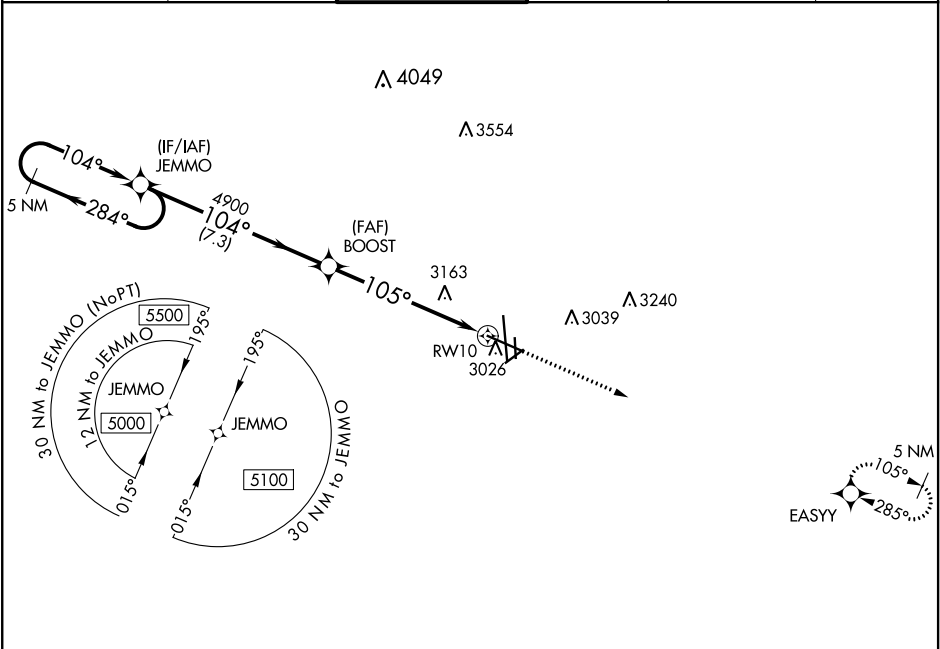 4049
3554
(IF/IAF)
JEMMO
104°
5 NM
284°
4900
104°
(7.3)
(FAF)
BOOST
105°
3163
3240
3039
RW10
3026
30 NM to JEMMO (NoPT)
5500
195°
12 NM to JEMMO
JEMMO
5000
015°
195°
JEMMO
5100
015°
30 NM to JEMMO
5 NM
105°
EASYY
285°